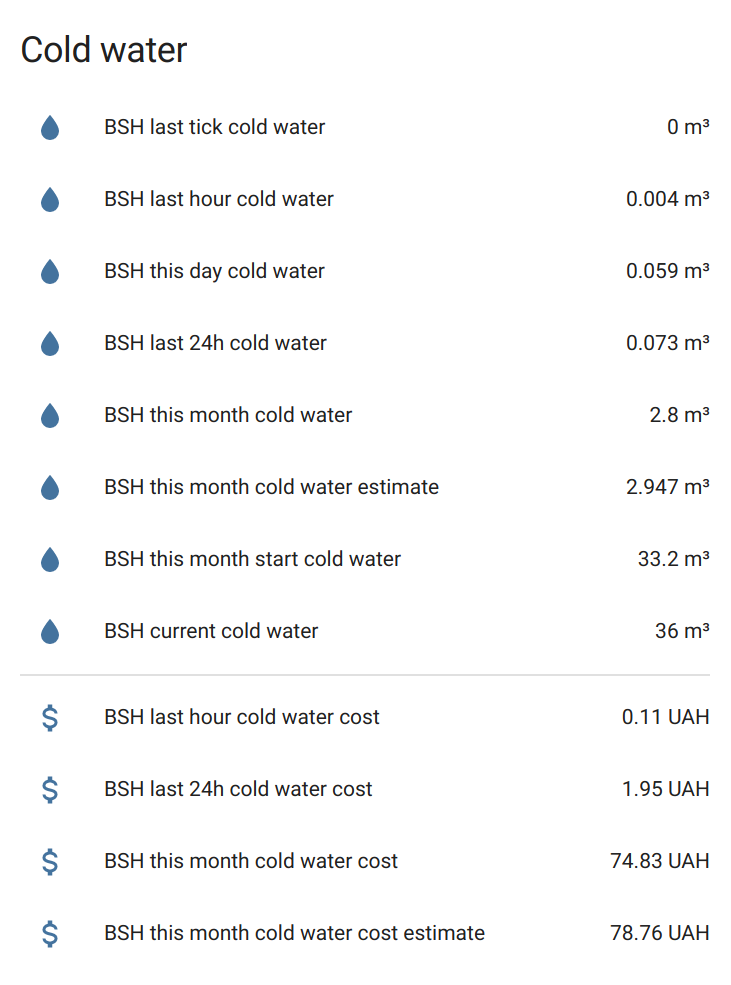 Cold water
BSH last tick cold water 0 m³
BSH last hour cold water 0.004 m³
BSH this day cold water 0.059 m³
BSH last 24h cold water 0.073 m³
BSH this month cold water 2.8 m³
BSH this month cold water estimate 2.947 m³
BSH this month start cold water 33.2 m³
BSH current cold water 36 m³
BSH last hour cold water cost 0.11 UAH
BSH last 24h cold water cost 1.95 UAH
BSH this month cold water cost 74.83 UAH
BSH this month cold water cost estimate 78.76 UAH